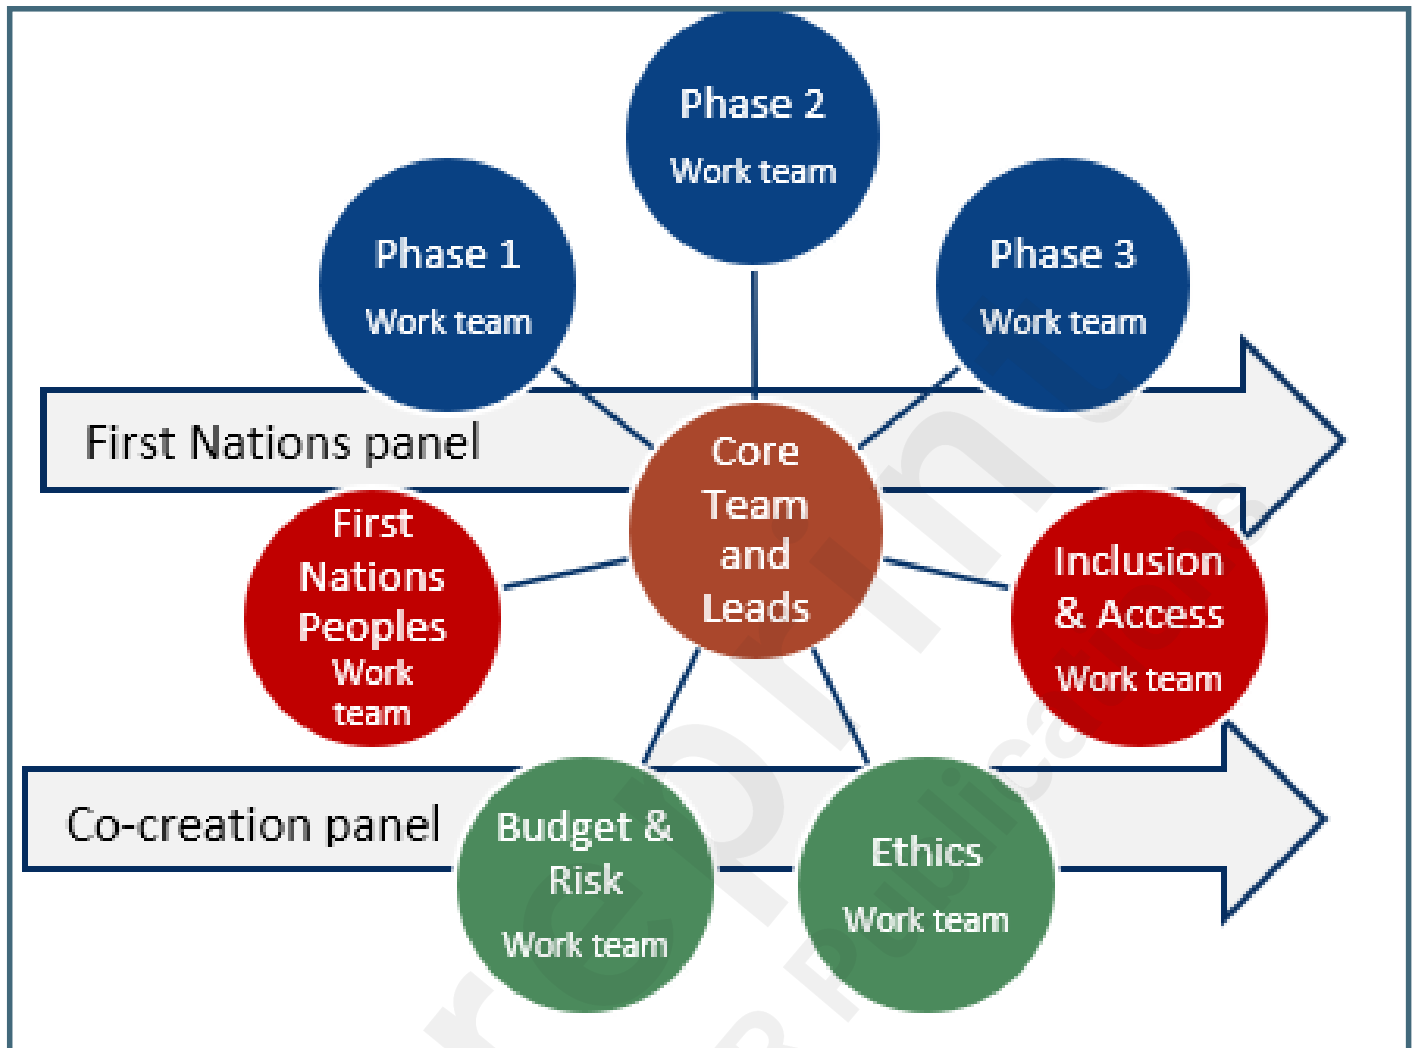 Phase 2
Work team
Phase 1
Work team
Phase 3
Work team
First Nations panel
Core
Team
and
Leads
First
Nations
Peoples
Work
team
Inclusion
& Access
Work team
Co-creation panel
Budget &
Risk
Work team
Ethics
Work team